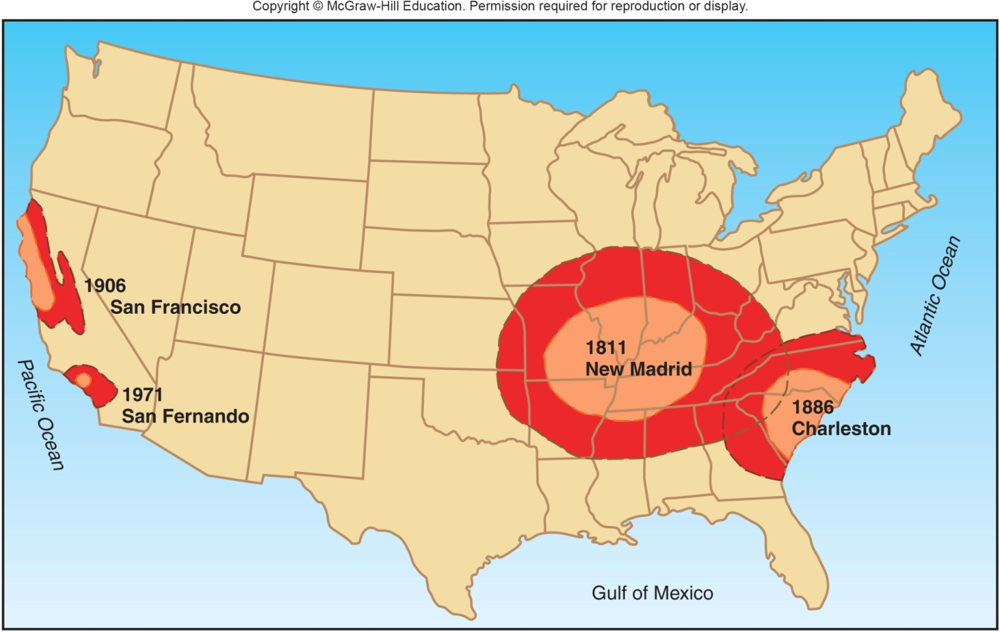 Copyright © McGraw-Hill Education. Permission required for reproduction or display.
1906
San Francisco
1971
San Fernando
1811
New Madrid
1886
Charleston
Pacific Ocean
Atlantic Ocean
Gulf of Mexico